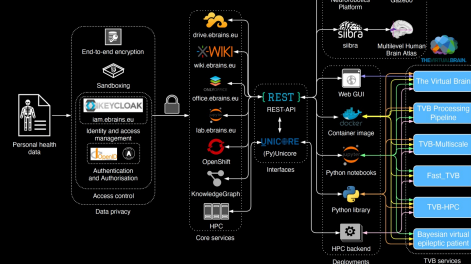 Neurorobotics
Platform
Gazebo
drive.ebrains.eu
siibra
siibra
Multilevel Human
Brain Atlas
THEVIRTUALBRAIN.
End-to-end encryption
WIKI
wiki.ebrains.eu
Sandboxing
office.ebrains.eu
REST
REST-API
Web GUI
The Virtual Brain
KEYCLOAK
iam.ebrains.eu
Identity and access
management
Personal health
data
lab.ebrains.eu
docker
Container image
TVB Processing
Pipeline
UNICORE
(Py)Unicore
Interfaces
TVB-Multiscale
OpenShift
Python notebooks
Authentication
and Authorisation
Access control
Data privacy
KnowledgeGraph
Fast_TVB
Python library
TVB-HPC
HPC
Core services
HPC backend
Deployments
Bayesian virtual
epileptic patient
TVB services